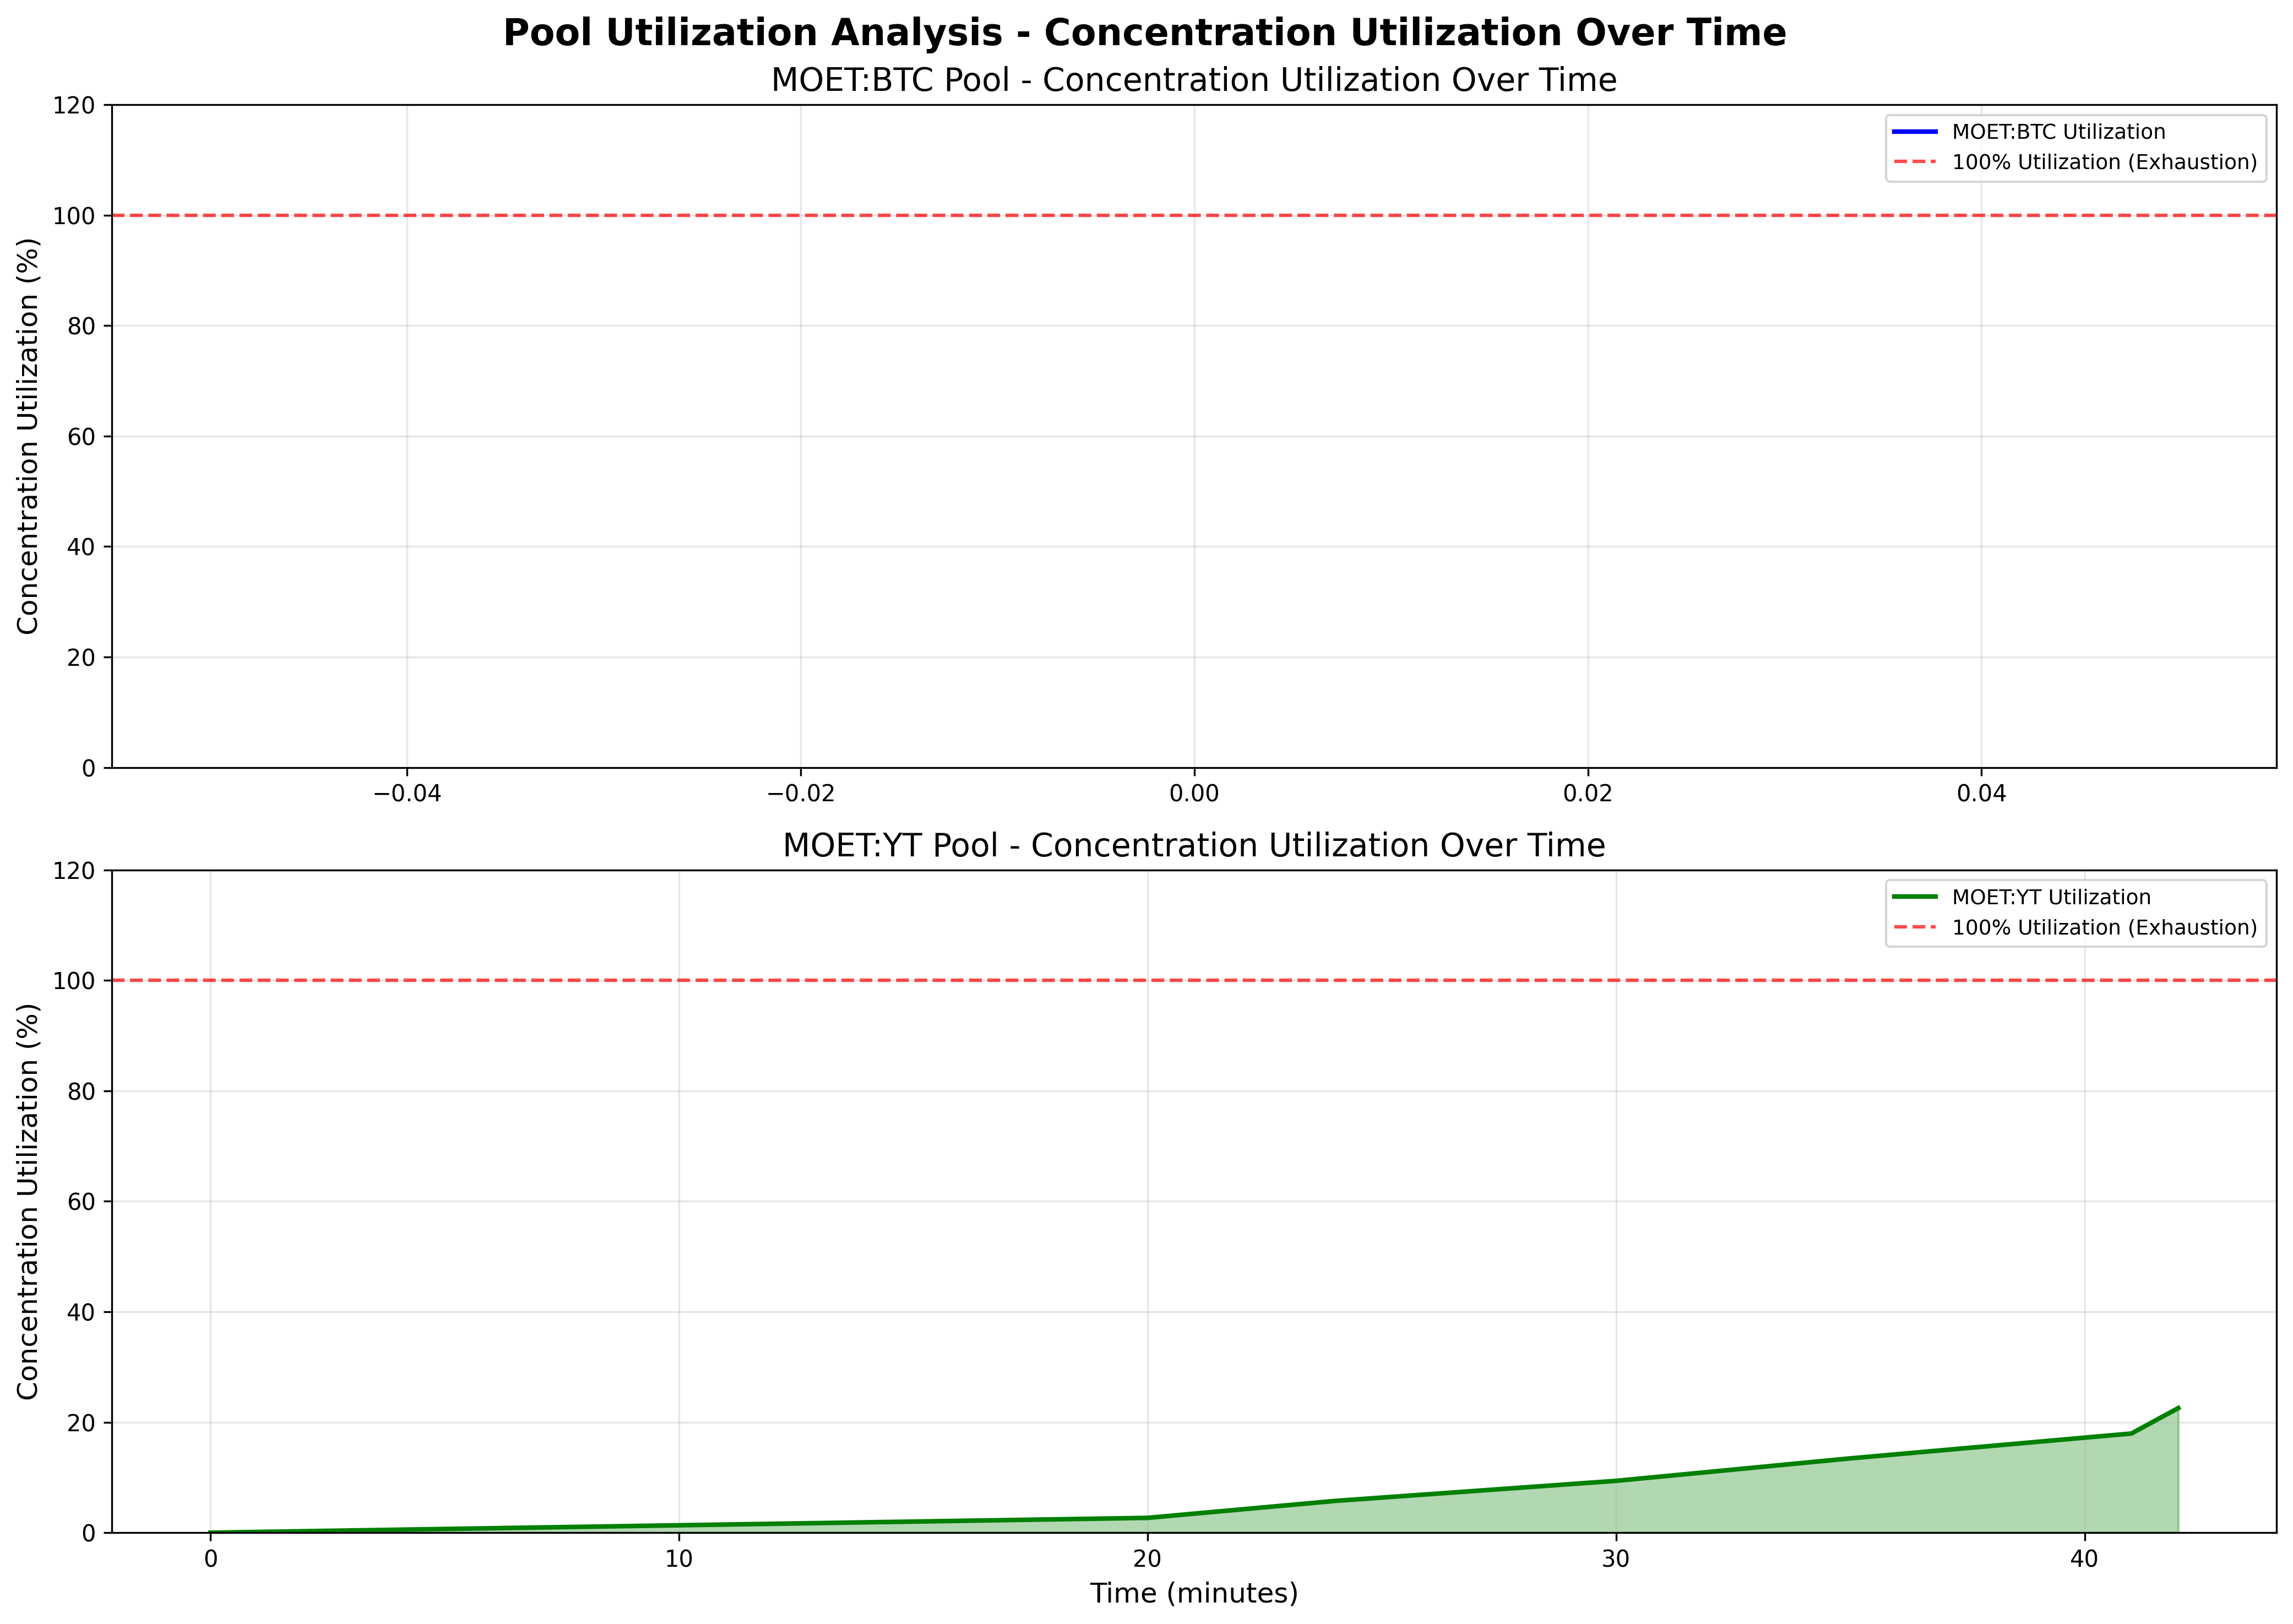 Pool Utilization Analysis - Concentration Utilization Over Time
MOET:BTC Pool - Concentration Utilization Over Time
120
100
80
60
40
20
0
Concentration Utilization (%)
MOET:BTC Utilization
100% Utilization (Exhaustion)
−0.04
−0.02
0.00
0.02
0.04
MOET:YT Pool - Concentration Utilization Over Time
120
100
80
60
40
20
0
Concentration Utilization (%)
MOET:YT Utilization
100% Utilization (Exhaustion)
0
10
20
30
40
Time (minutes)